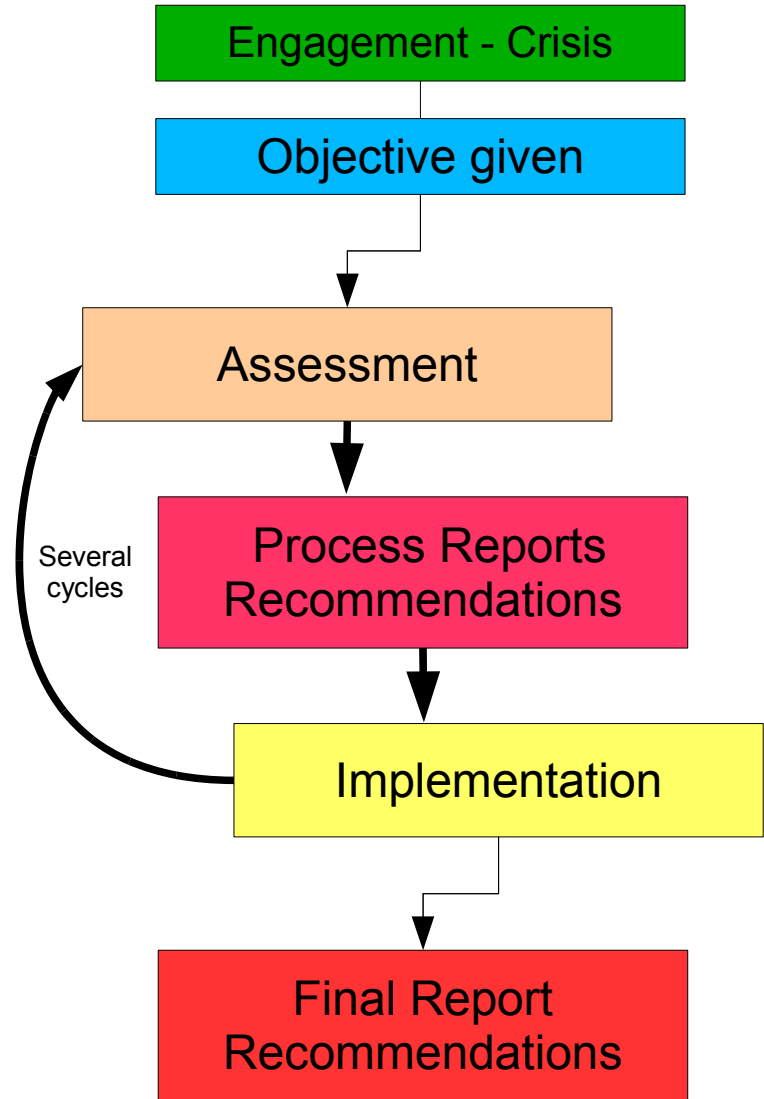 Engagement - Crisis
Objective given
Assessment
Several
cycles
Process Reports
Recommendations
Implementation
Final Report
Recommendations